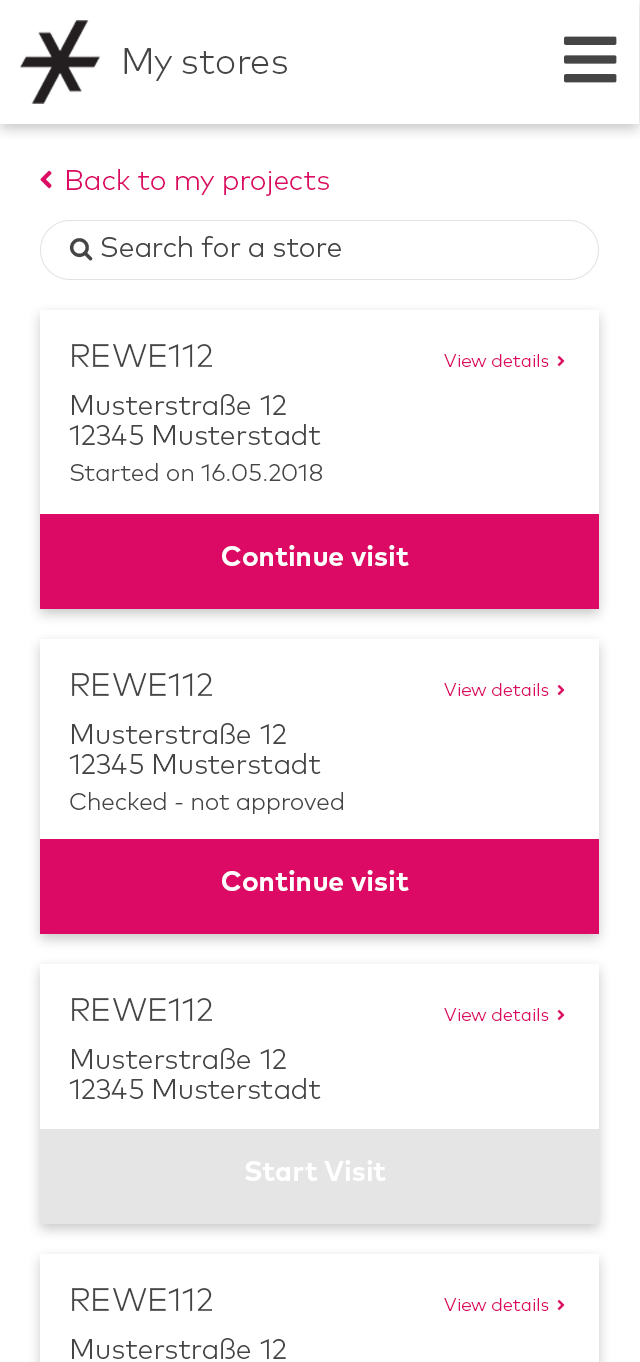 My stores
Back to my projects
Search for a store
REWE112
View details
Musterstraße 12
12345 Musterstadt
Started on 16.05.2018
Continue visit
REWE112
View details
Musterstraße 12
12345 Musterstadt
Checked - not approved
Continue visit
REWE112
View details
Musterstraße 12
12345 Musterstadt
Start Visit
REWE112
View details
Musterstraße 12